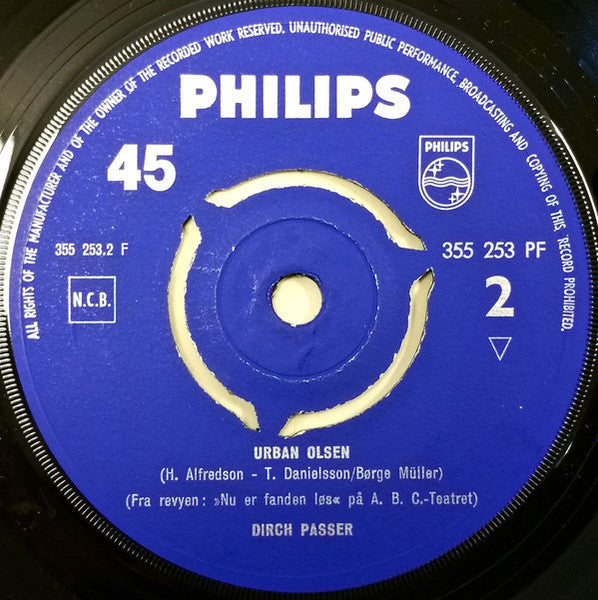 ALL RIGHTS OF THE MANUFACTURER AND OF THE OWNER OF THE RECORDED WORK RESERVED. UNAUTHORISED PUBLIC PERFORMANCE, BROADCASTING AND COPYING OF THIS RECORD PROHIBITED.
PHILIPS
45
PHILIPS
355 253.2 F
355 253 PF
N.C.B.
2
URBAN OLSEN
(H. Alfredson - T. Danielsson/Børge Müller)
(Fra revyen: »Nu er fanden løs« på A. B. C.-Teatret)
DIRCH PASSER